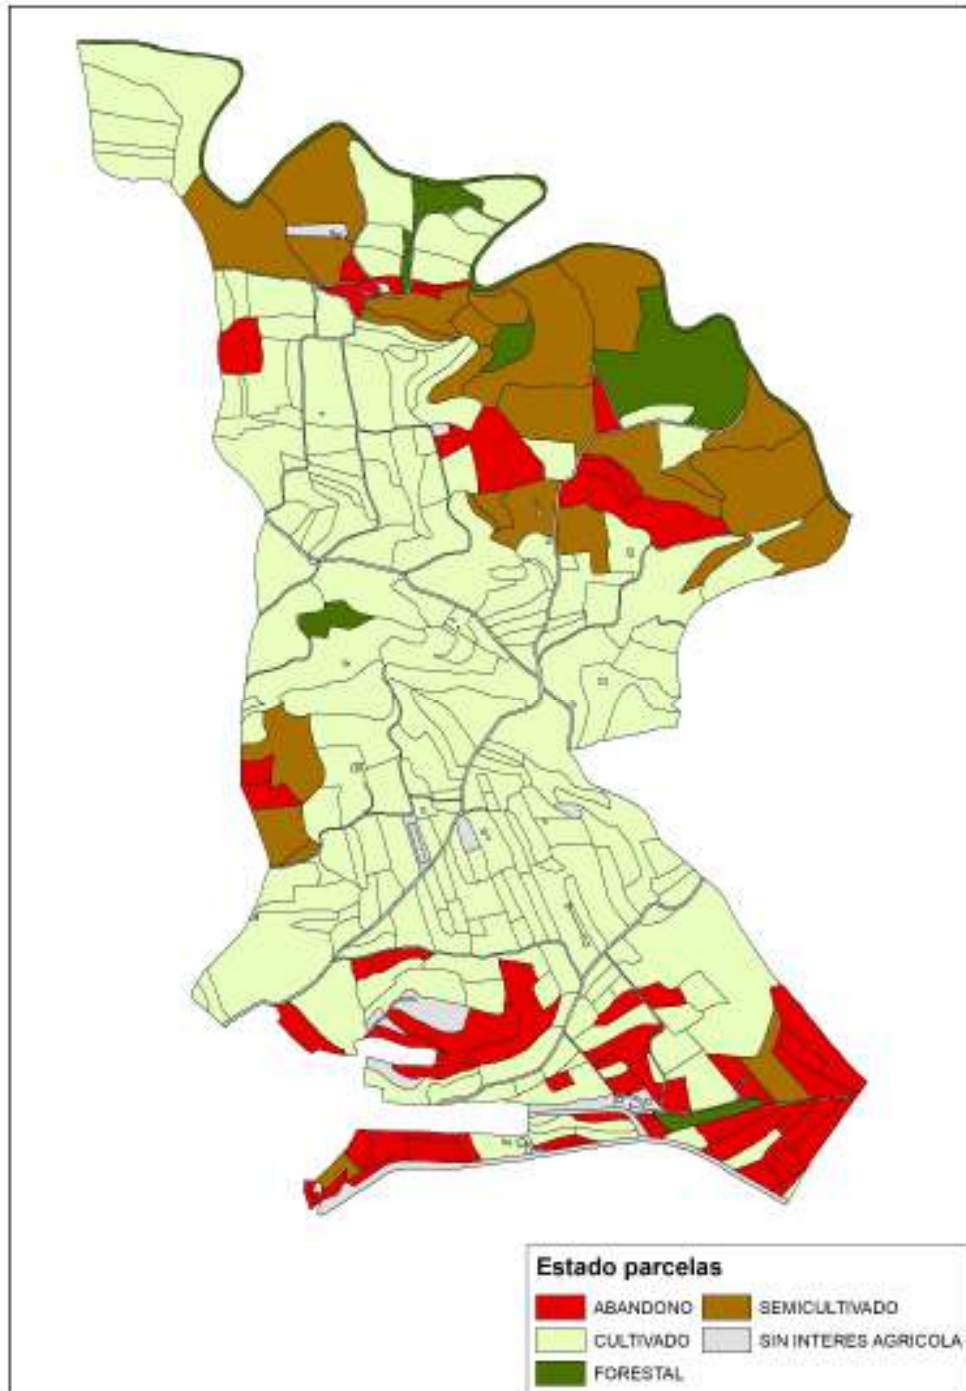 Estado parcelas
ABANDONO SEMICULTIVADO
CULTIVADO SIN INTERES AGRICOLA
FORESTAL